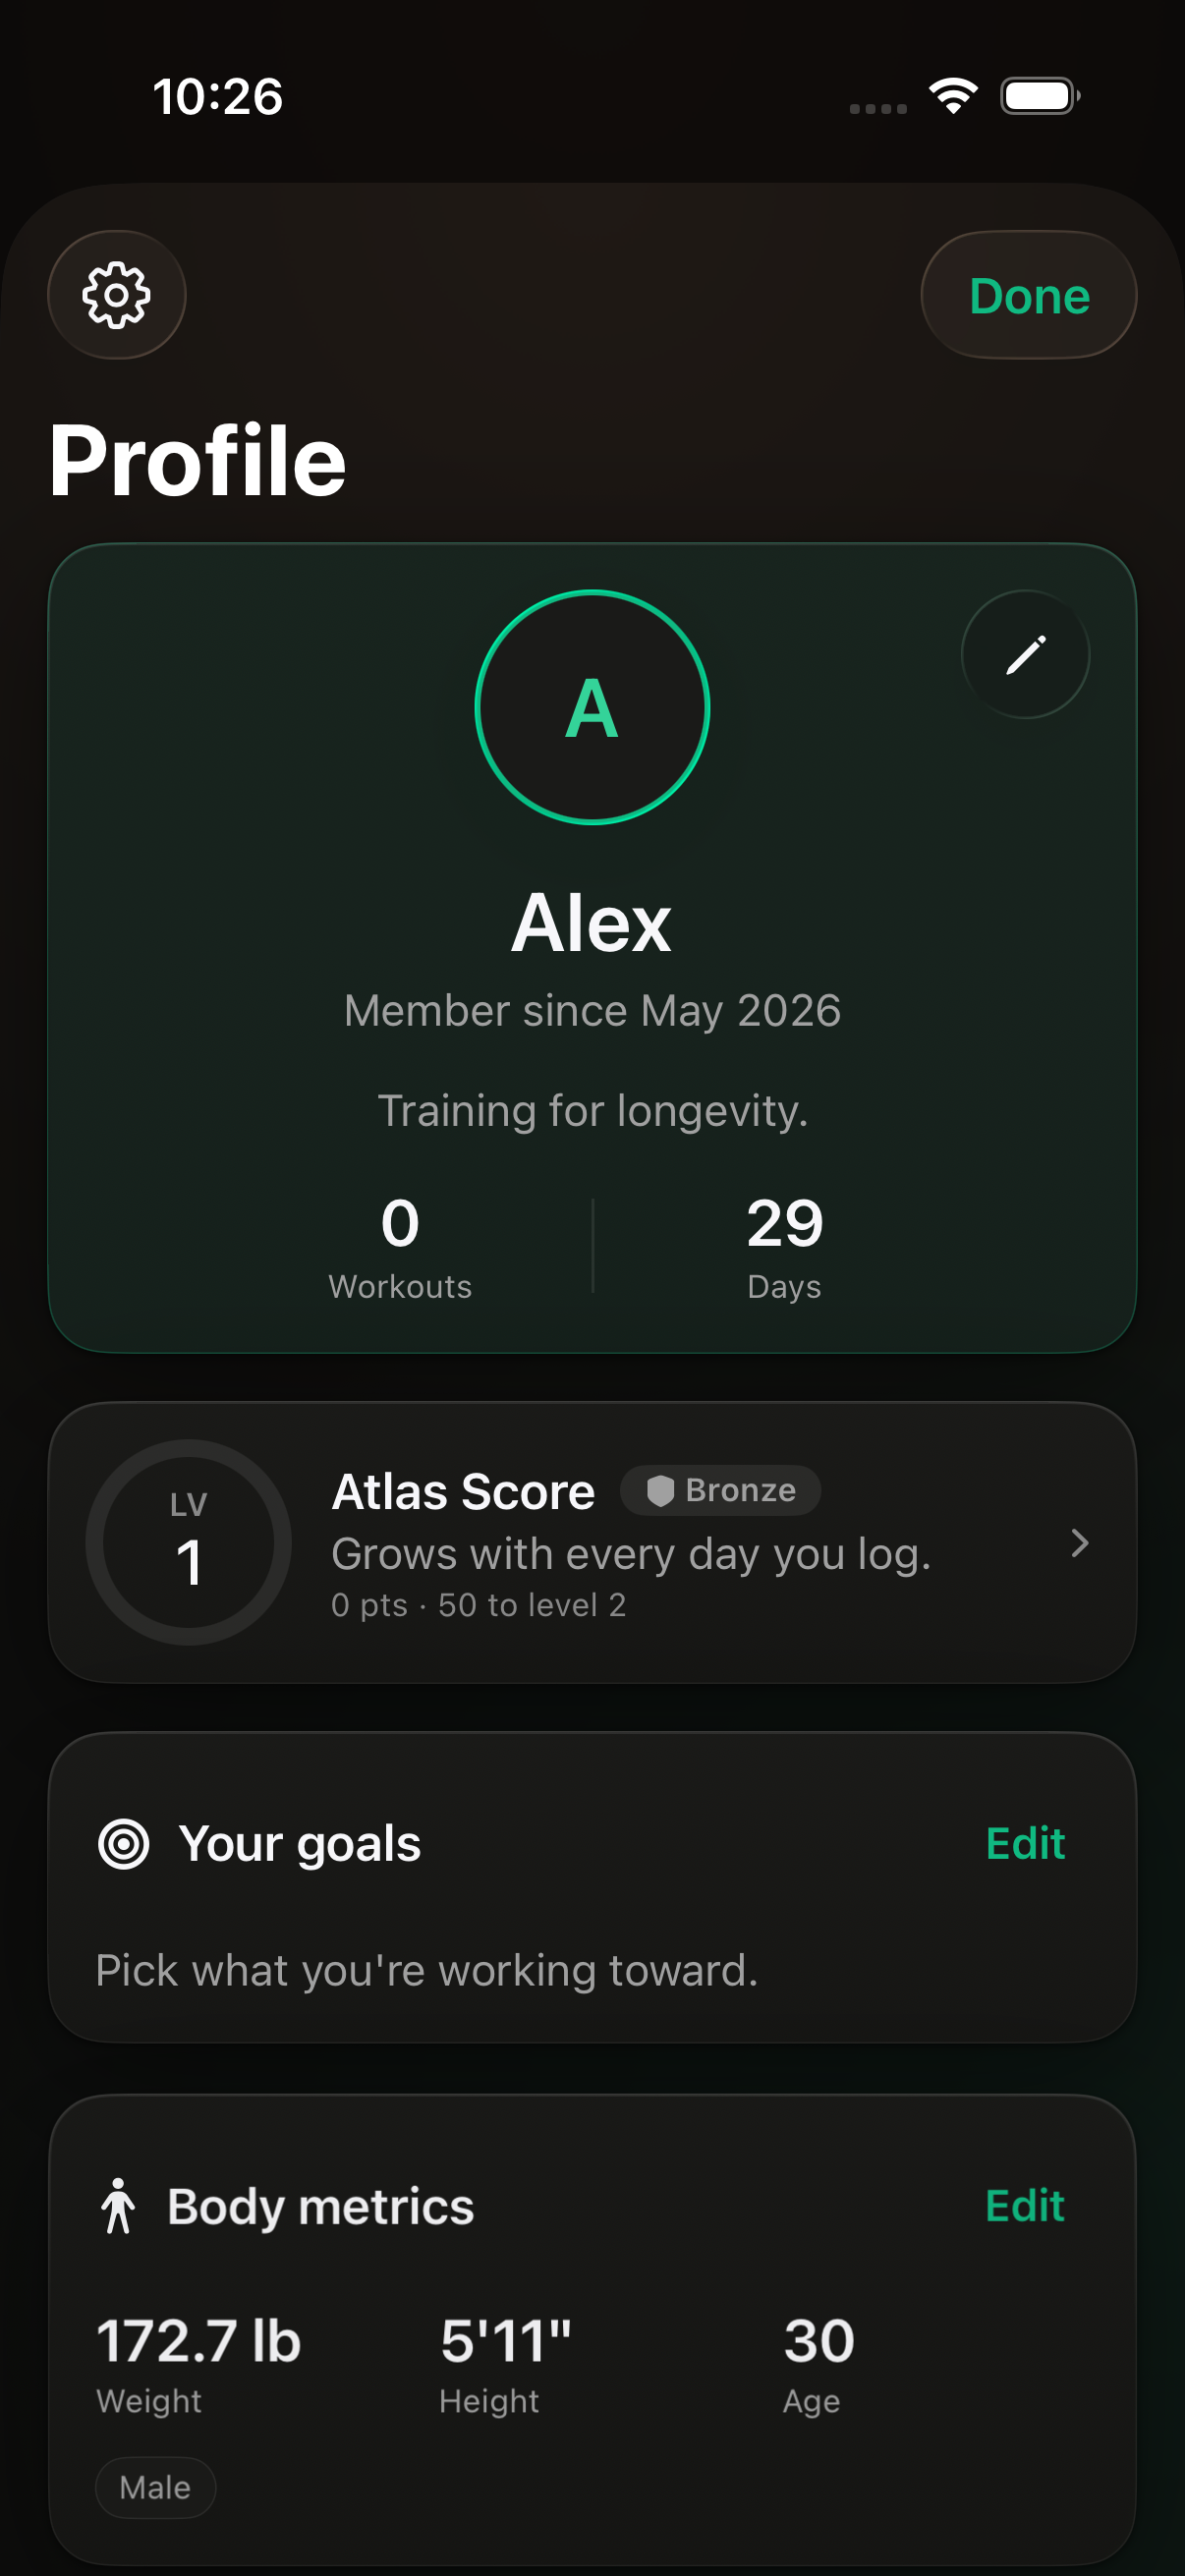 10:26
Done
Profile
A
Alex
Member since May 2026
Training for longevity.
0
Workouts
29
Days
LV
1
Atlas Score
Bronze
Grows with every day you log.
0 pts · 50 to level 2
Your goals
Edit
Pick what you're working toward.
Body metrics
Edit
172.7 lb
Weight
5'11"
Height
30
Age
Male